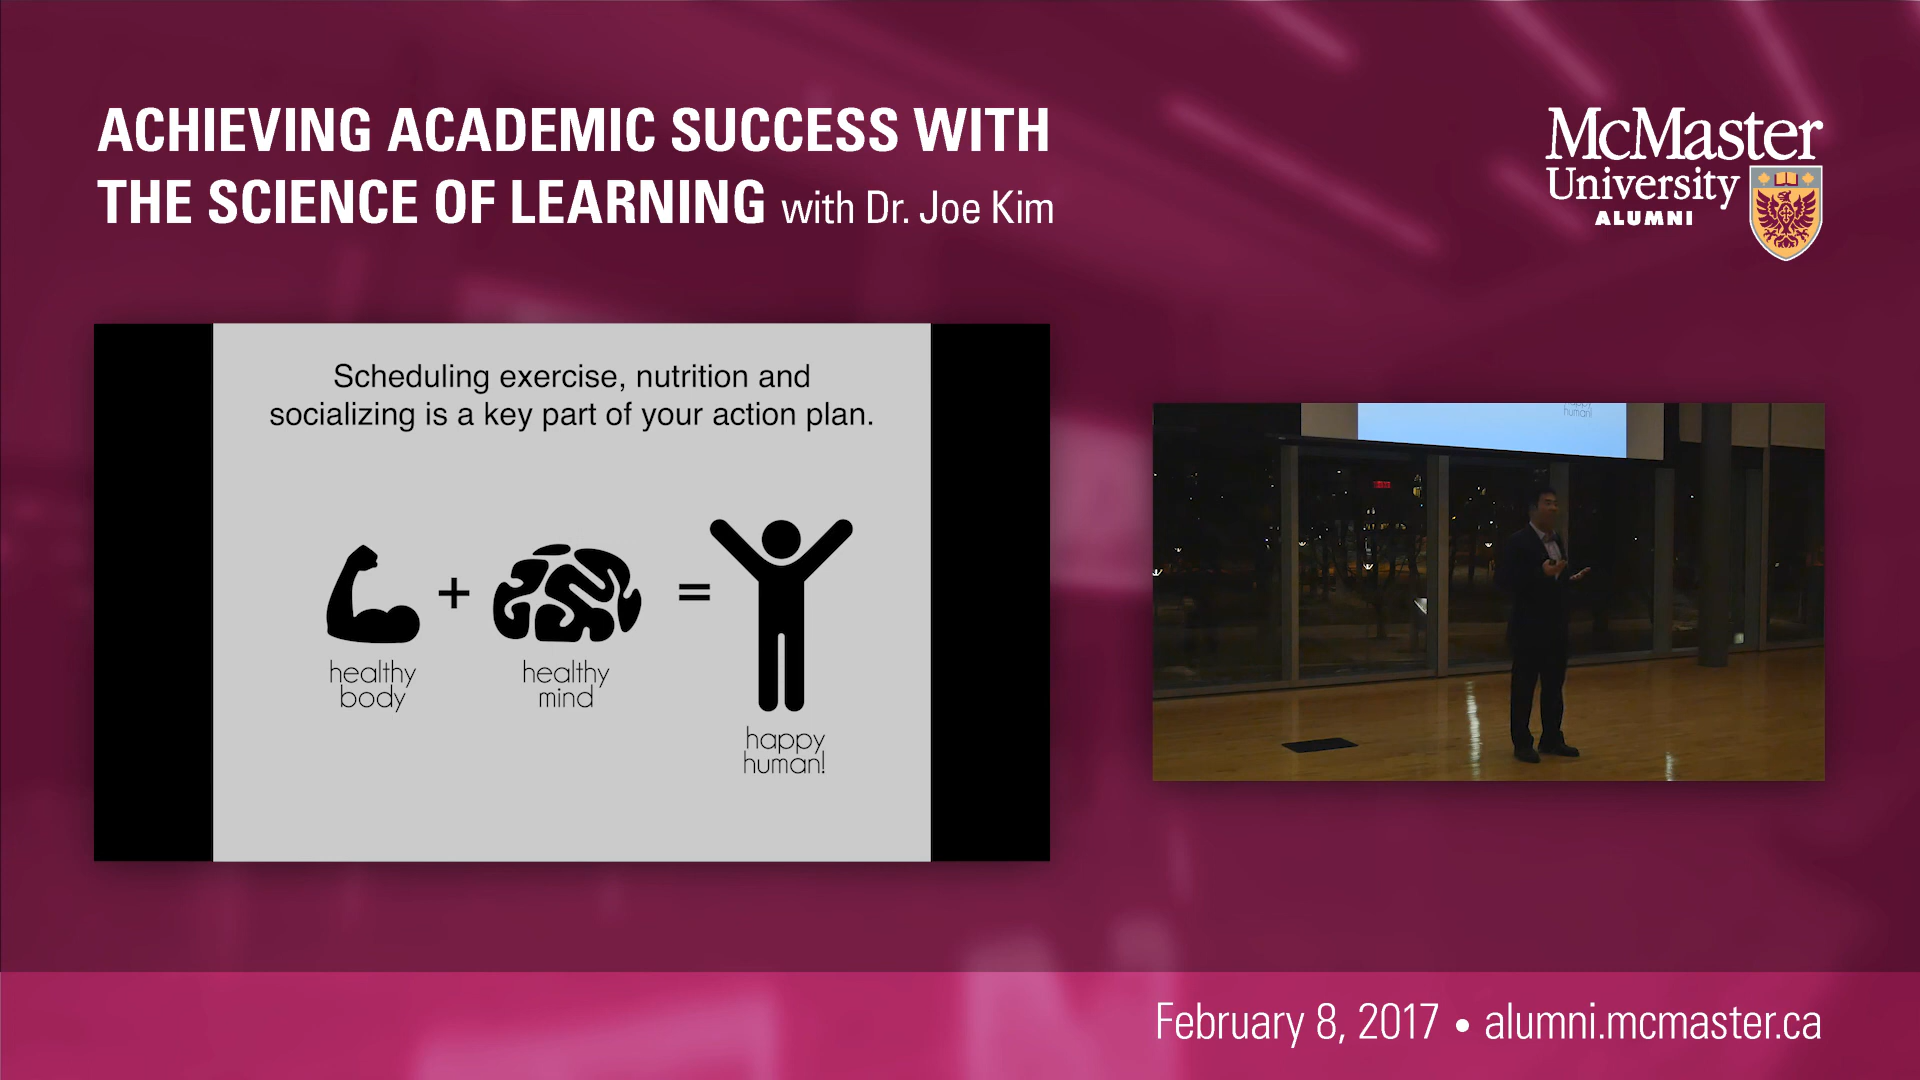 ACHIEVING ACADEMIC SUCCESS WITH
THE SCIENCE OF LEARNING with Dr. Joe Kim
McMaster
University
ALUMNI
Scheduling exercise, nutrition and
socializing is a key part of your action plan.
+
=
healthy
body
healthy
mind
happy
human!
human!
February 8, 2017 • alumni.mcmaster.ca